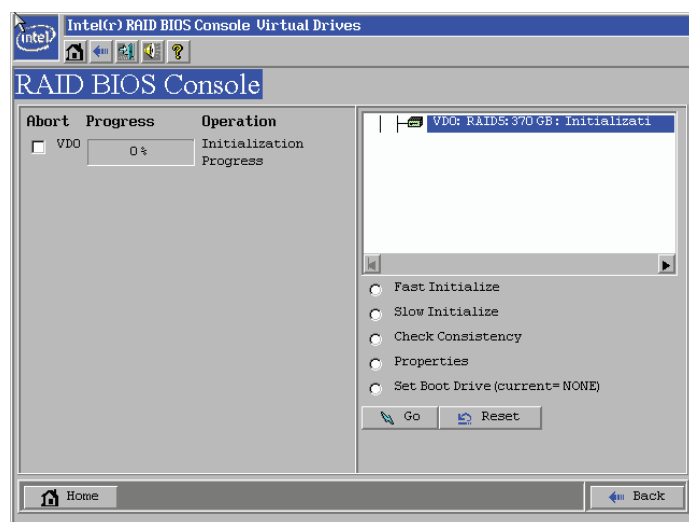 Intel(r) RAID BIOS Console Virtual Drives
intel
RAID BIOS Console
Abort Progress Operation
VD0 0% Initialization
Progress
VD0: RAID5: 370 GB: Initializati
Fast Initialize
Slow Initialize
Check Consistency
Properties
Set Boot Drive (current= NONE)
Go Reset
Home Back